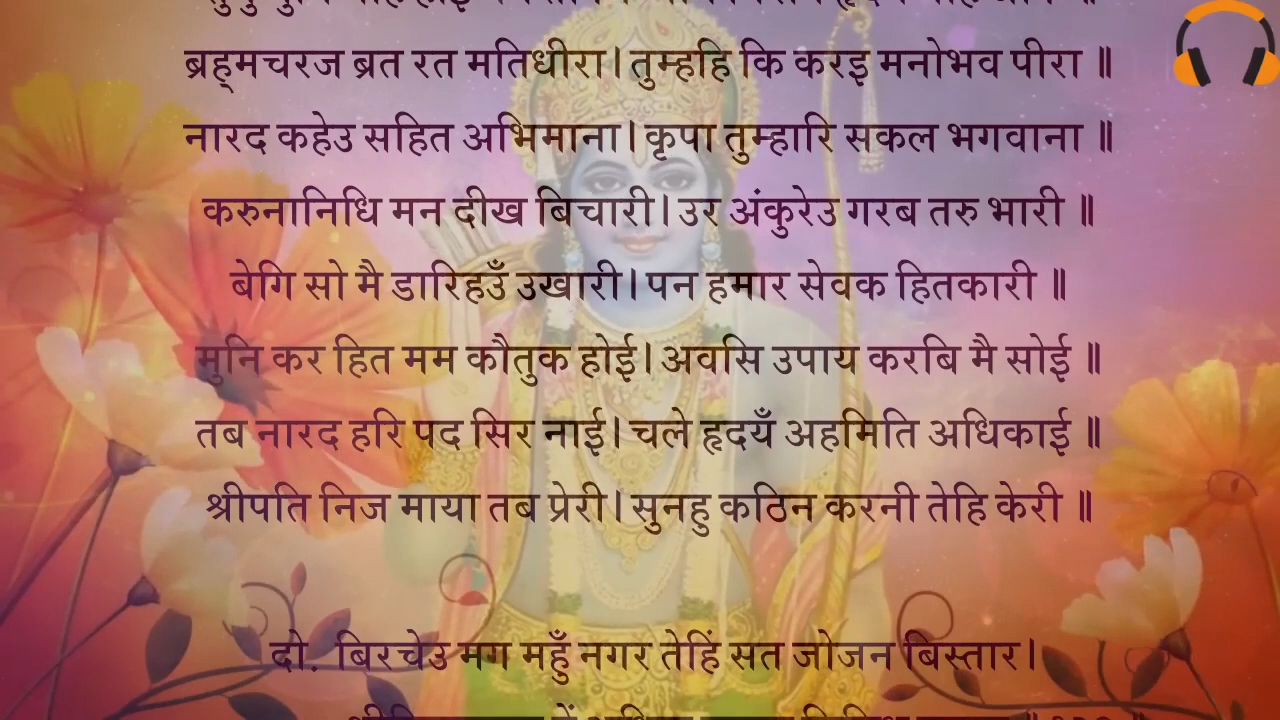 ब्रह्मचरज ब्रत रत मतिधीरा। तुम्हहि कि करइ मनोभव पीरा ॥
नारद कहेउ सहित अभिमाना। कृपा तुम्हारि सकल भगवाना ॥
करुनानिधि मन दीख बिचारी। उर अंकुरेउ गरब तरु भारी ॥
बेगि सो मै डारिहउँ उखारी। पन हमार सेवक हितकारी ॥
मुनि कर हित मम कौतुक होई। अवसि उपाय करबि मै सोई ॥
तब नारद हरि पद सिर नाई। चले हृदयँ अहमिति अधिकाई ॥
श्रीपति निज माया तब प्रेरी। सुनहु कठिन करनी तेहि केरी ॥
दो. बिरचेउ मग महुँ नगर तेहिं सत जोजन बिस्तार।